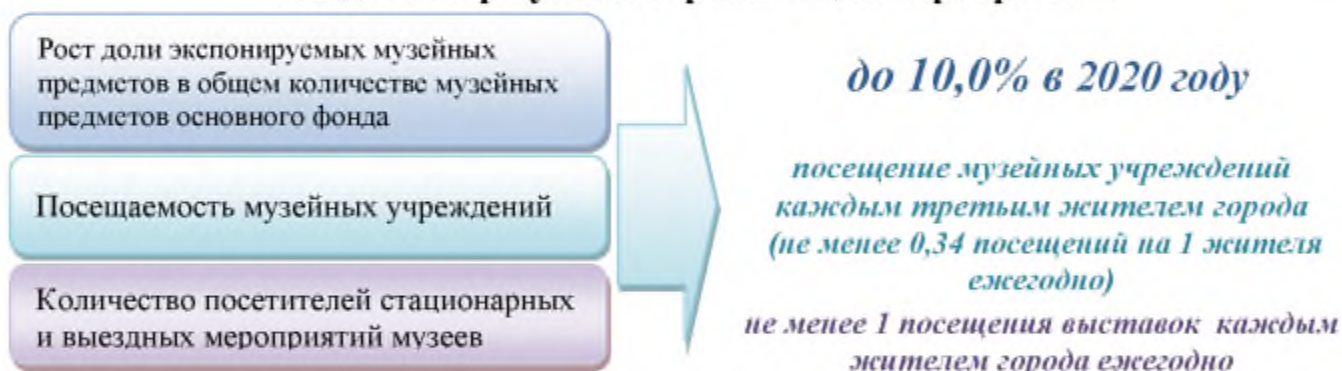 Рост доли экспонируемых музейных
предметов в общем количестве музейных
предметов основного фонда
до 10,0% в 2020 году
Посещаемость музейных учреждений
посещение музейных учреждений
каждым третьим жителем города
(не менее 0,34 посещений на 1 жителя
ежегодно)
Количество посетителей стационарных
и выездных мероприятий музеев
не менее 1 посещения выставок каждым
жителем города ежегодно